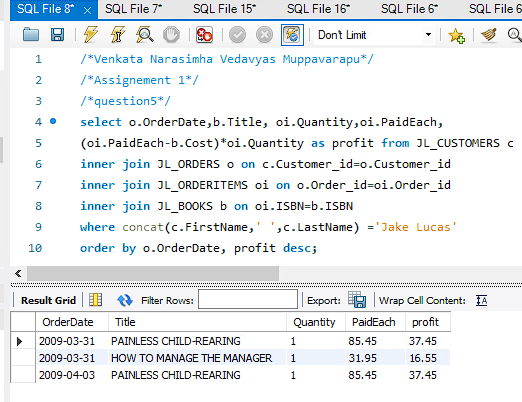 SQL File 8* SQL File 7* SQL File 15* SQL File 16* SQL File 6* SQL File 6
Don't Limit
1 /*Venkata Narasimha Vedavyas Muppavarapu*/
2 /*Assignement 1*/
3 /*question5*/
4 select o.OrderDate,b.Title, oi.Quantity,oi.PaidEach,
5 (oi.PaidEach-b.Cost)*oi.Quantity as profit from JL_CUSTOMERS c
6 inner join JL_ORDERS o on c.Customer_id=o.Customer_id
7 inner join JL_ORDERITEMS oi on o.Order_id=oi.Order_id
8 inner join JL_BOOKS b on oi.ISBN=b.ISBN
9 where concat(c.FirstName,' ',c.LastName) ='Jake Lucas'
10 order by o.OrderDate, profit desc;
Result Grid Filter Rows: Export: Wrap Cell Content: IA
OrderDate Title Quantity PaidEach profit
2009-03-31 PAINLESS CHILD-REARING 1 85.45 37.45
2009-03-31 HOW TO MANAGE THE MANAGER 1 31.95 16.55
2009-04-03 PAINLESS CHILD-REARING 1 85.45 37.45